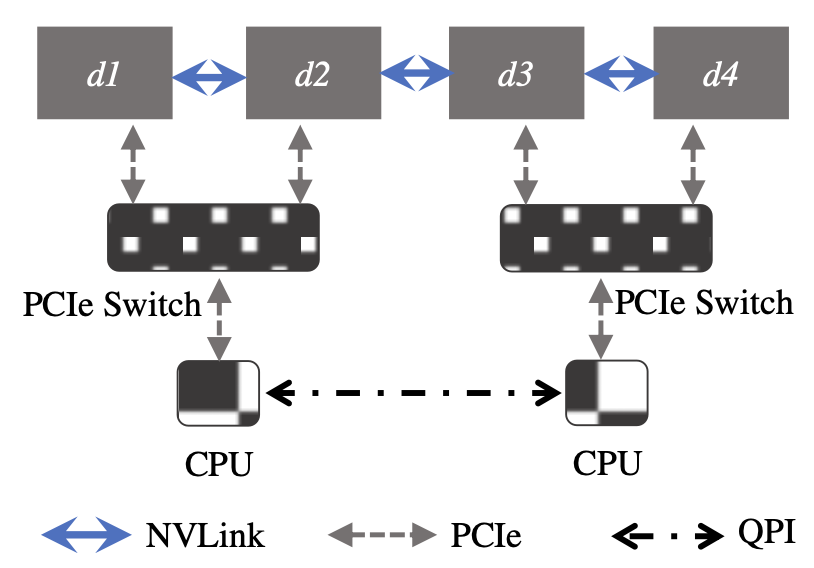 d1 d2 d3 d4
PCIe Switch PCIe Switch
CPU CPU
NVLink PCIe QPI